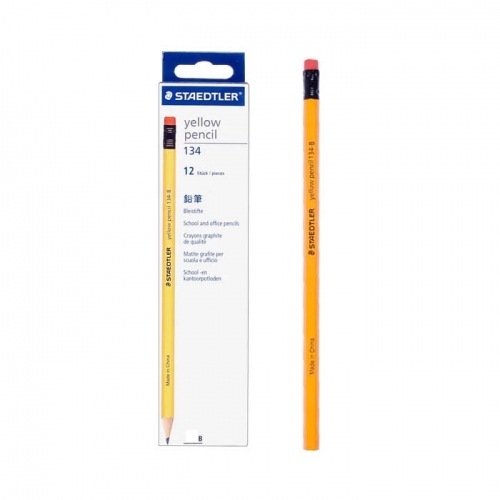 STAEDTLER
yellow
pencil
134
12 Stück / pieces
鉛筆
Bleistifte
School and office pencils
Crayons graphite
de qualité
Matite grafite per
scuola e ufficio
School -en
kantoorpotloden
B
STAEDTLER yellow pencil 134 B
Made in China
STAEDTLER yellow pencil 134 B
Made in China